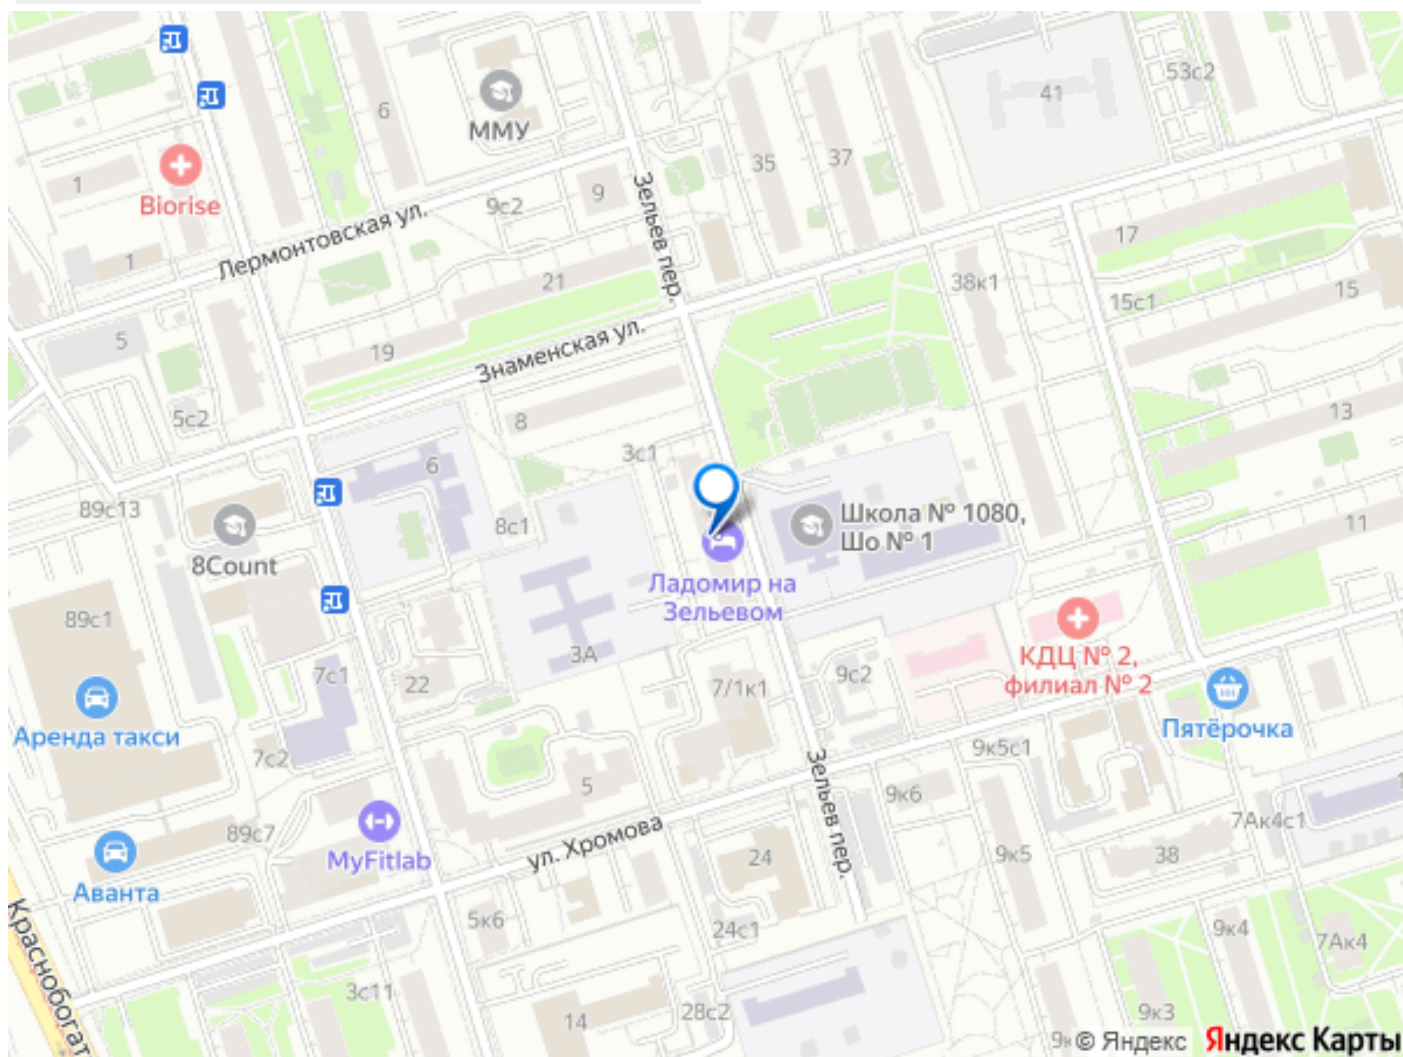 53с2
41
6
ММУ
35
37
1
Biorise
9
9с2
Зельев пер.
Лермонтовская ул.
17
1
21
38к1
15
15с1
5
19
Знаменская ул.
13
5с2
8
3с1
6
89с13
8с1
Школа № 1080,
Шо № 1
11
8Count
Ладомир на
Зельевом
89с1
3А
КДЦ № 2,
филиал № 2
7с1
22
7/1к1
9с2
Пятёрочка
Аренда такси
7с2
9к5с1
Зельев пер.
5
9к6
7Ак4с1
89с7
ул. Хромова
MyFitlab
24
9к5
38
Аванта
5к6
24с1
9к4
7Ак4
Краснобогат
3с11
14
28с2
9к3
© Яндекс
Яндекс Карты